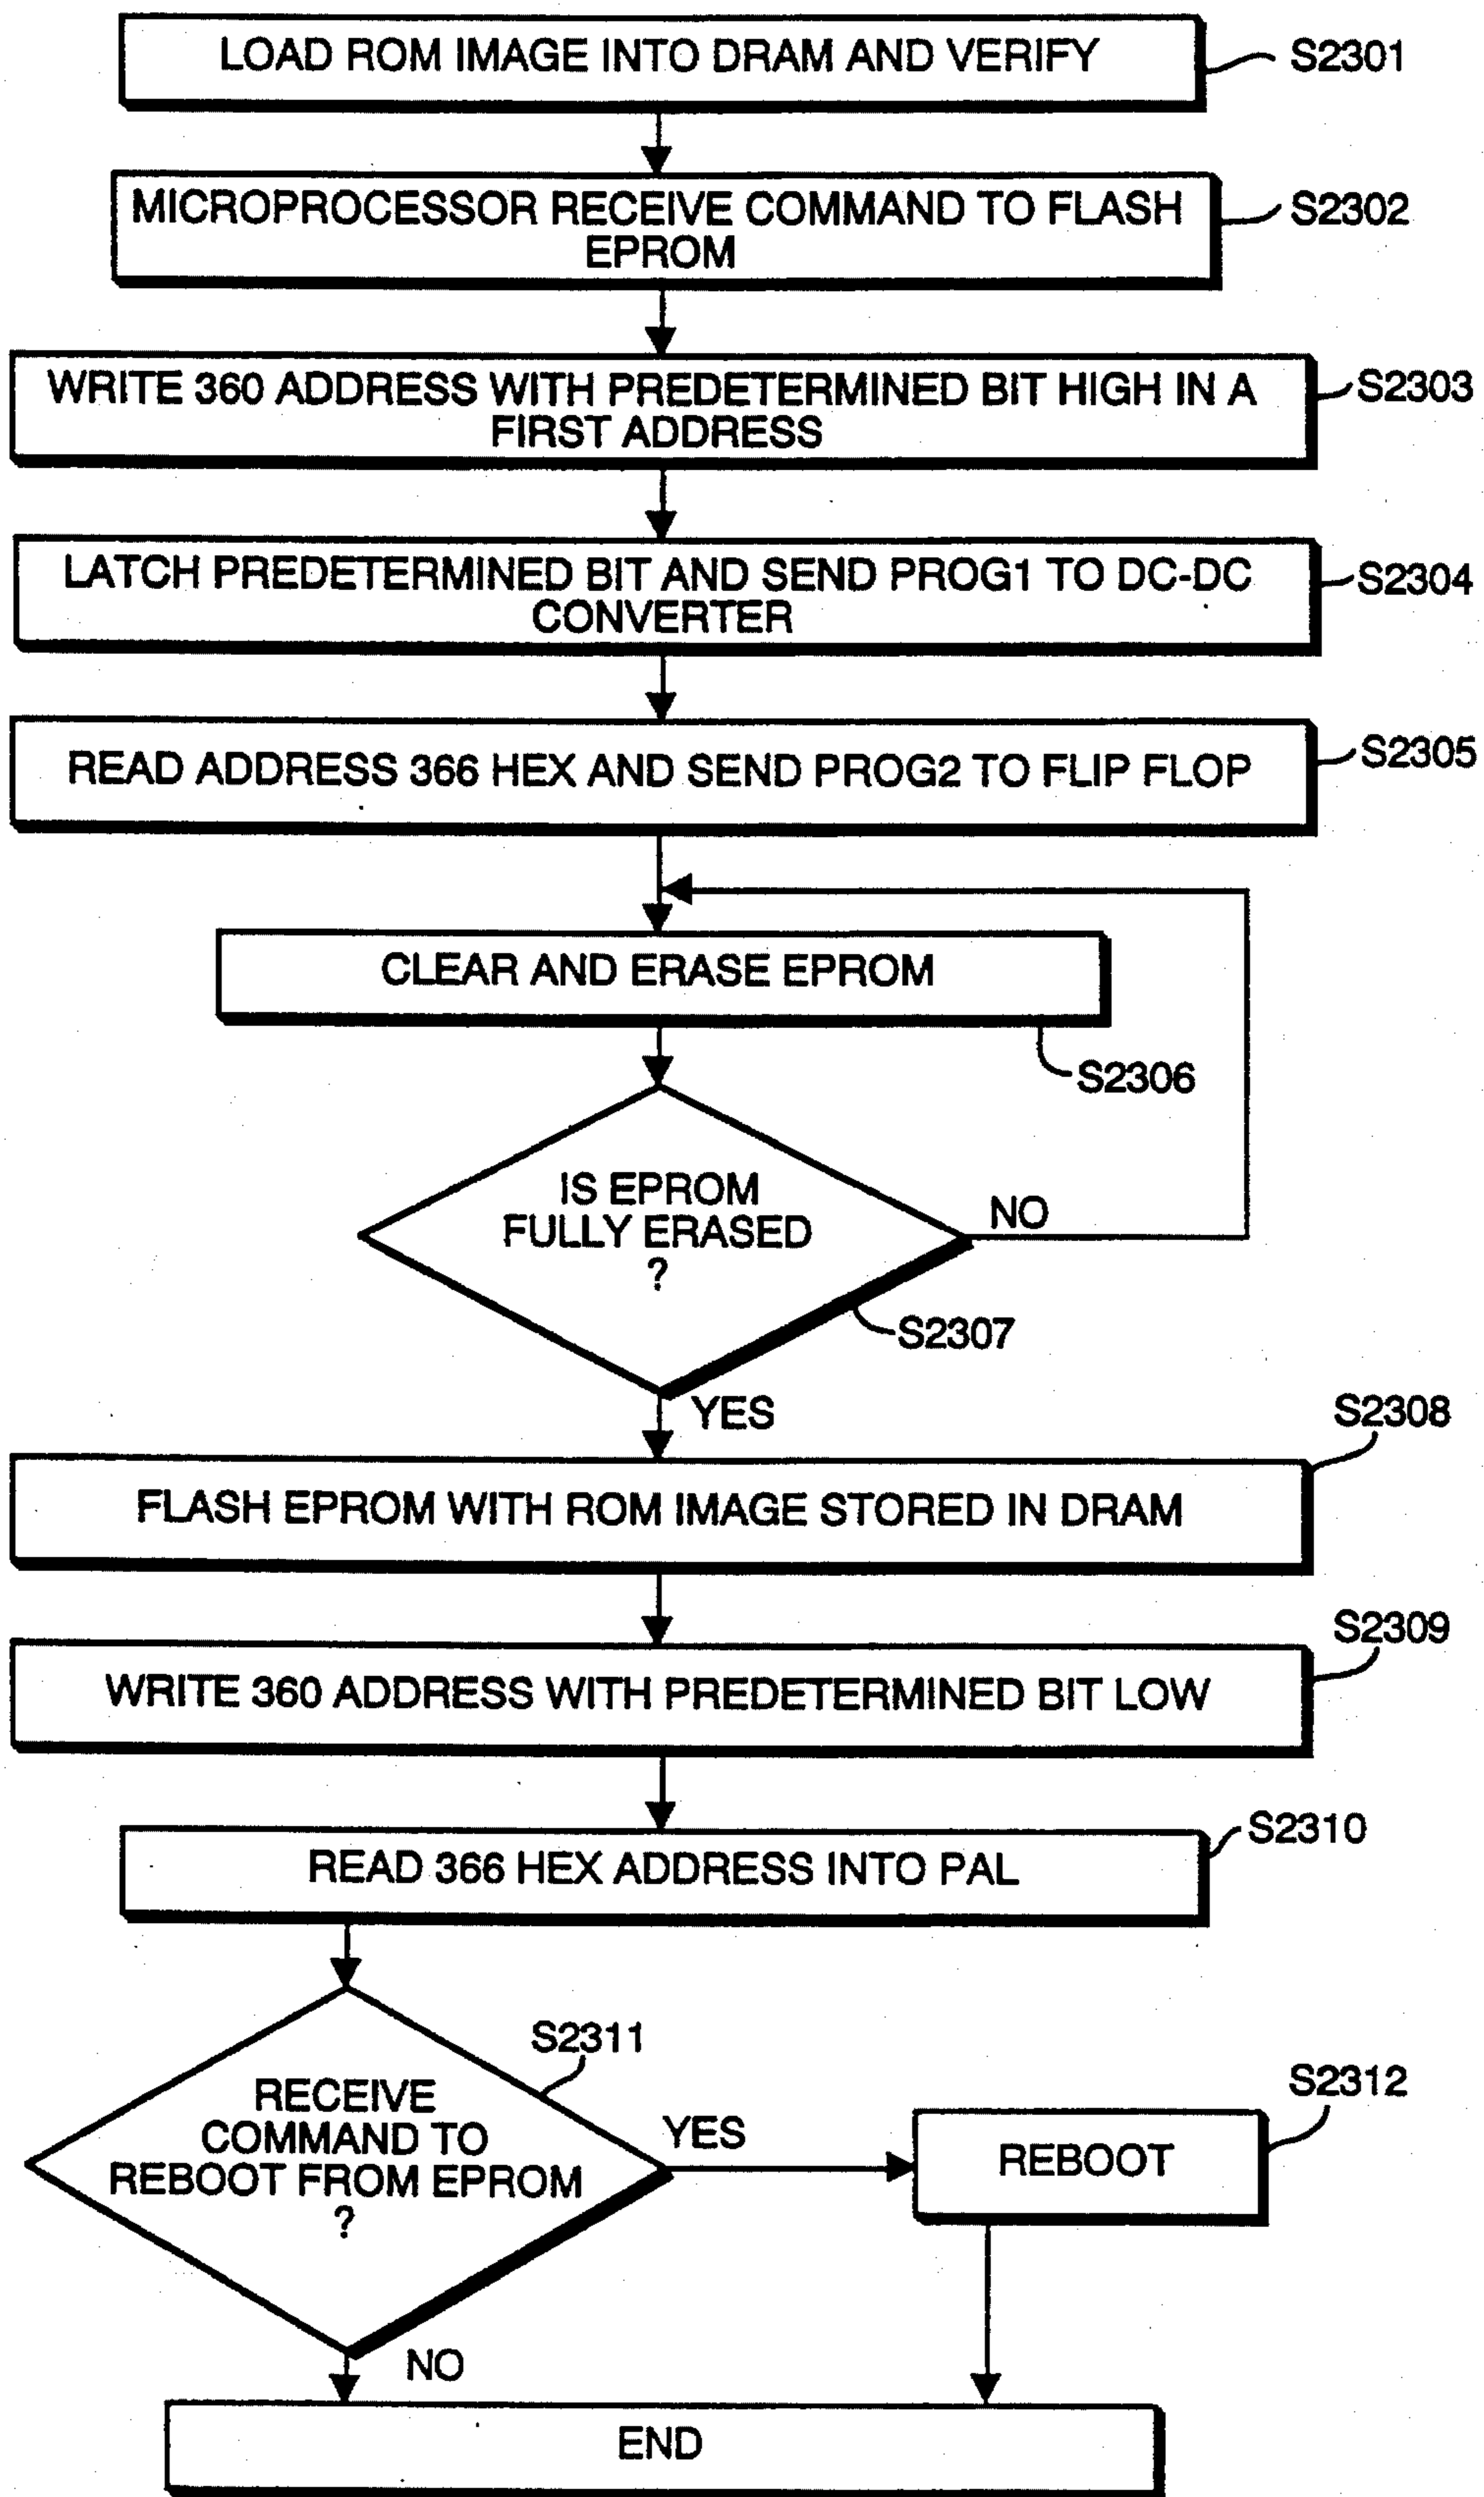 LOAD ROM IMAGE INTO DRAM AND VERIFY
S2301
MICROPROCESSOR RECEIVE COMMAND TO FLASH
EPROM
S2302
WRITE 360 ADDRESS WITH PREDETERMINED BIT HIGH IN A
FIRST ADDRESS
S2303
LATCH PREDETERMINED BIT AND SEND PROG1 TO DC-DC
CONVERTER
S2304
READ ADDRESS 366 HEX AND SEND PROG2 TO FLIP FLOP
S2305
CLEAR AND ERASE EPROM
S2306
IS EPROM
FULLY ERASED
?
NO
S2307
YES
S2308
FLASH EPROM WITH ROM IMAGE STORED IN DRAM
S2309
WRITE 360 ADDRESS WITH PREDETERMINED BIT LOW
S2310
READ 366 HEX ADDRESS INTO PAL
S2311
RECEIVE
COMMAND TO
REBOOT FROM EPROM
?
YES
S2312
REBOOT
NO
END